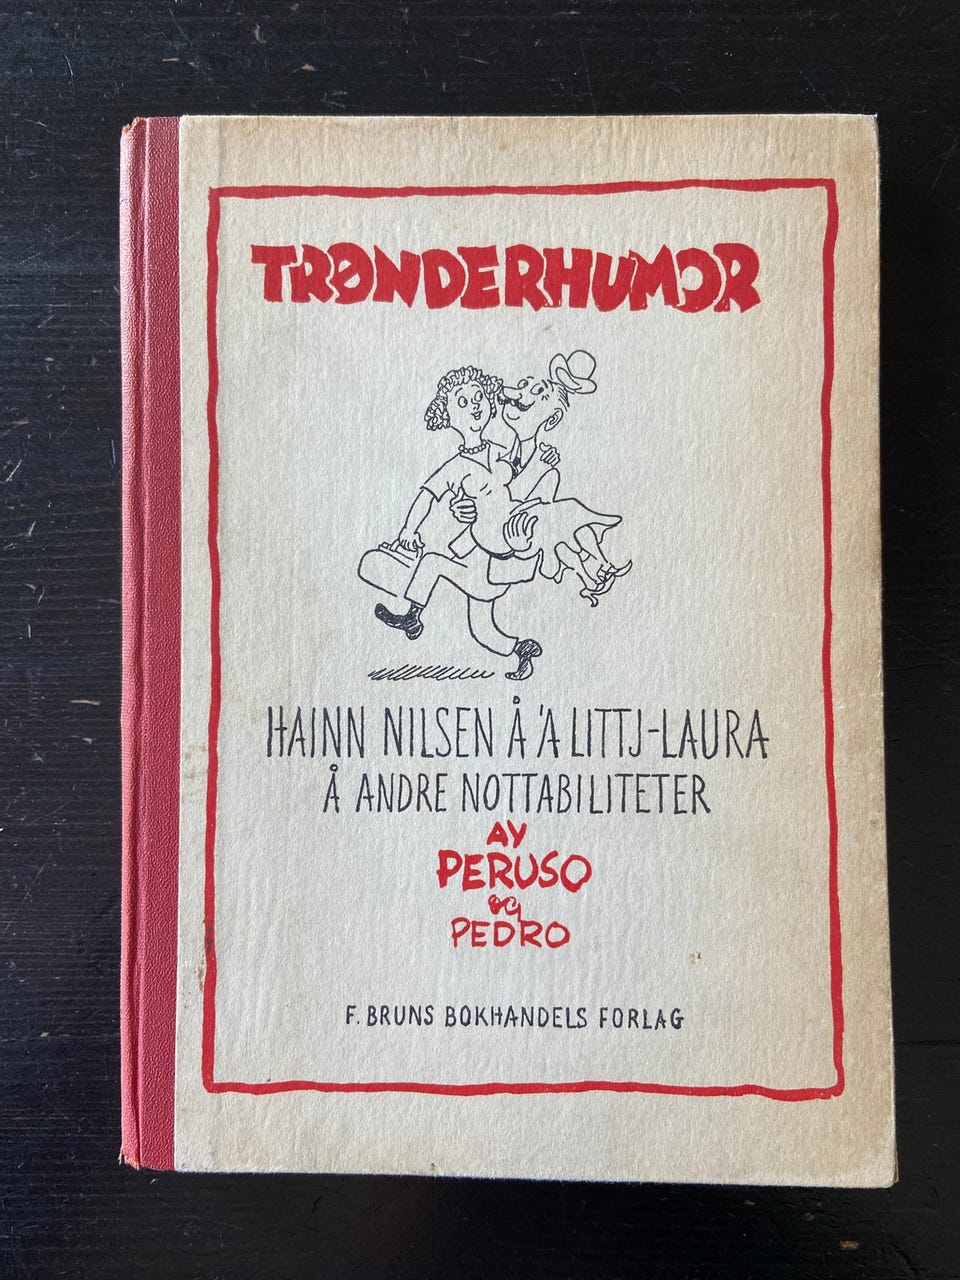 TRØNDERHUMOR
HAINN NILSEN Å 'A LITTJ-LAURA
Å ANDRE NOTTABILITETER
AV
PERUSO
og
PEDRO
F. BRUNS BOKHANDELS FORLAG